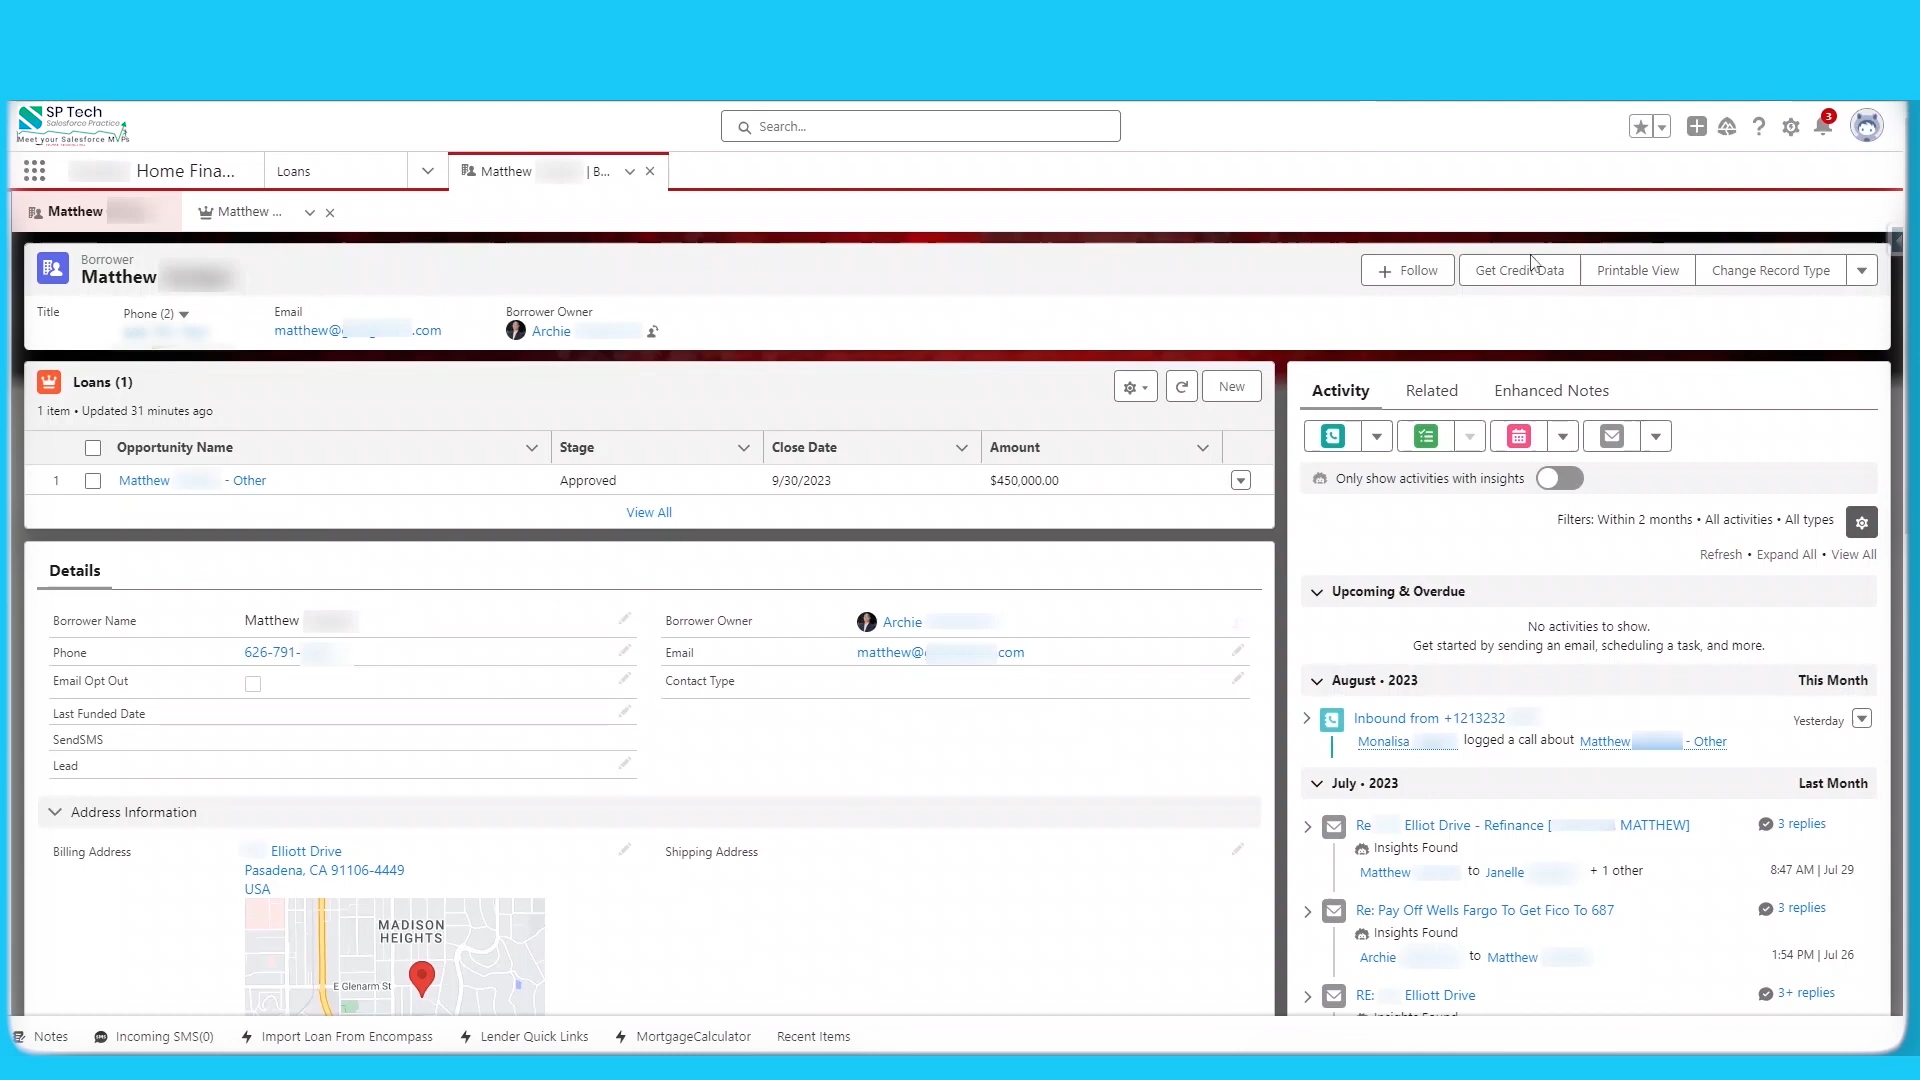 SP Tech
Salesforce Practice
Meet your Salesforce MVPs
Search...
3
Home Fina...
Loans
Matthew | B...
Matthew
Matthew ...
Borrower
Matthew
Follow
Get Credit Data
Printable View
Change Record Type
Title
Phone (2)
Email
matthew@ .com
Borrower Owner
Archie
Loans (1)
1 item • Updated 31 minutes ago
New
Opportunity Name
Stage
Close Date
Amount
1
Matthew - Other
Approved
9/30/2023
$450,000.00
View All
Details
Borrower Name
Matthew
Borrower Owner
Archie
Phone
626-791-
Email
matthew@ com
Email Opt Out
Contact Type
Last Funded Date
SendSMS
Lead
Address Information
Billing Address
Elliott Drive
Pasadena, CA 91106-4449
USA
Shipping Address
MADISON
HEIGHTS
E Glenarm St
Activity
Related
Enhanced Notes
Only show activities with insights
Filters: Within 2 months • All activities • All types
Refresh • Expand All • View All
Upcoming & Overdue
No activities to show.
Get started by sending an email, scheduling a task, and more.
August • 2023
This Month
Inbound from +1213232
Yesterday
Monalisa logged a call about Matthew - Other
July • 2023
Last Month
Re Elliot Drive - Refinance [ MATTHEW]
3 replies
Insights Found
Matthew to Janelle + 1 other
8:47 AM | Jul 29
Re: Pay Off Wells Fargo To Get Fico To 687
3 replies
Insights Found
Archie to Matthew
1:54 PM | Jul 26
RE: Elliott Drive
3+ replies
Insights Found
Notes
Incoming SMS(0)
Import Loan From Encompass
Lender Quick Links
MortgageCalculator
Recent Items